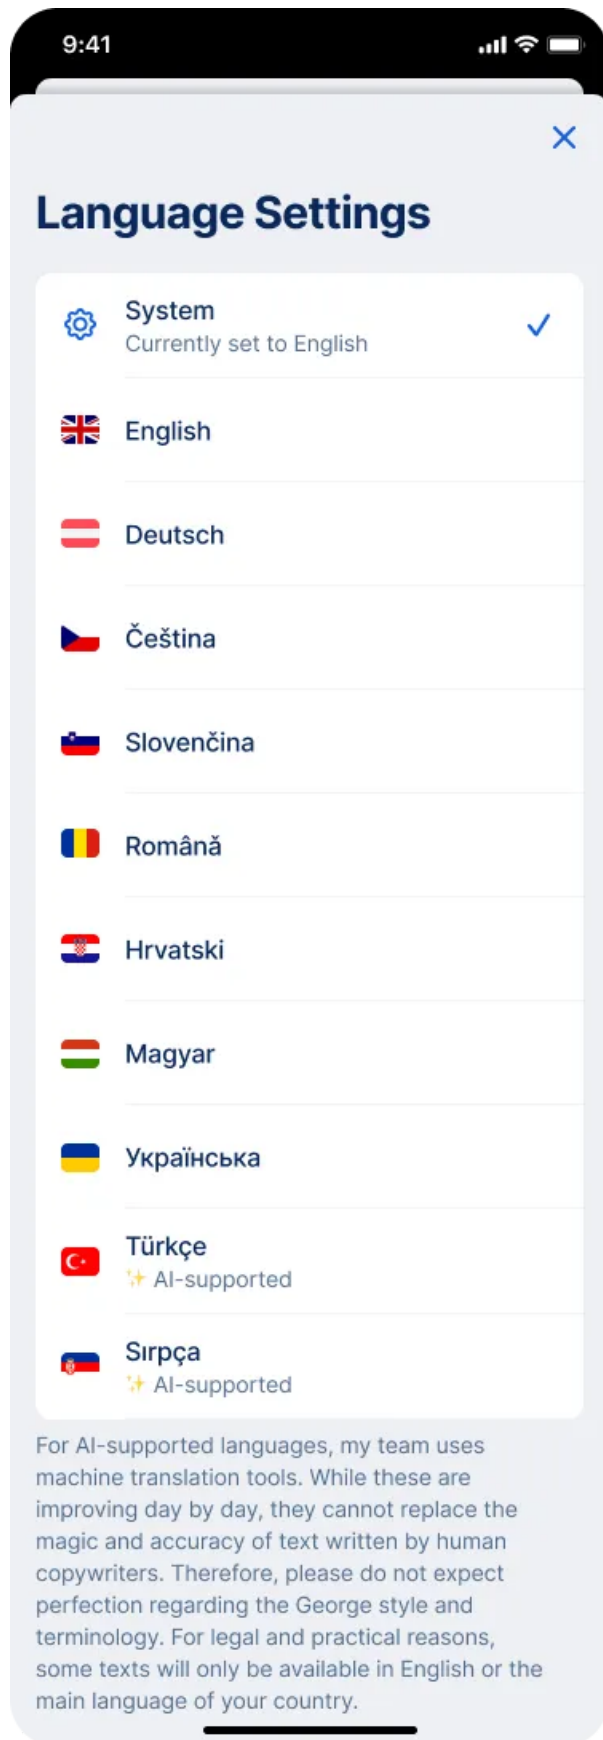 9:41
Language Settings
System
Currently set to English
English
Deutsch
Čeština
Slovenčina
Română
Hrvatski
Magyar
Українська
Türkçe
✨ AI-supported
Sırpça
✨ AI-supported
For AI-supported languages, my team uses
machine translation tools. While these are
improving day by day, they cannot replace the
magic and accuracy of text written by human
copywriters. Therefore, please do not expect
perfection regarding the George style and
terminology. For legal and practical reasons,
some texts will only be available in English or the
main language of your country.